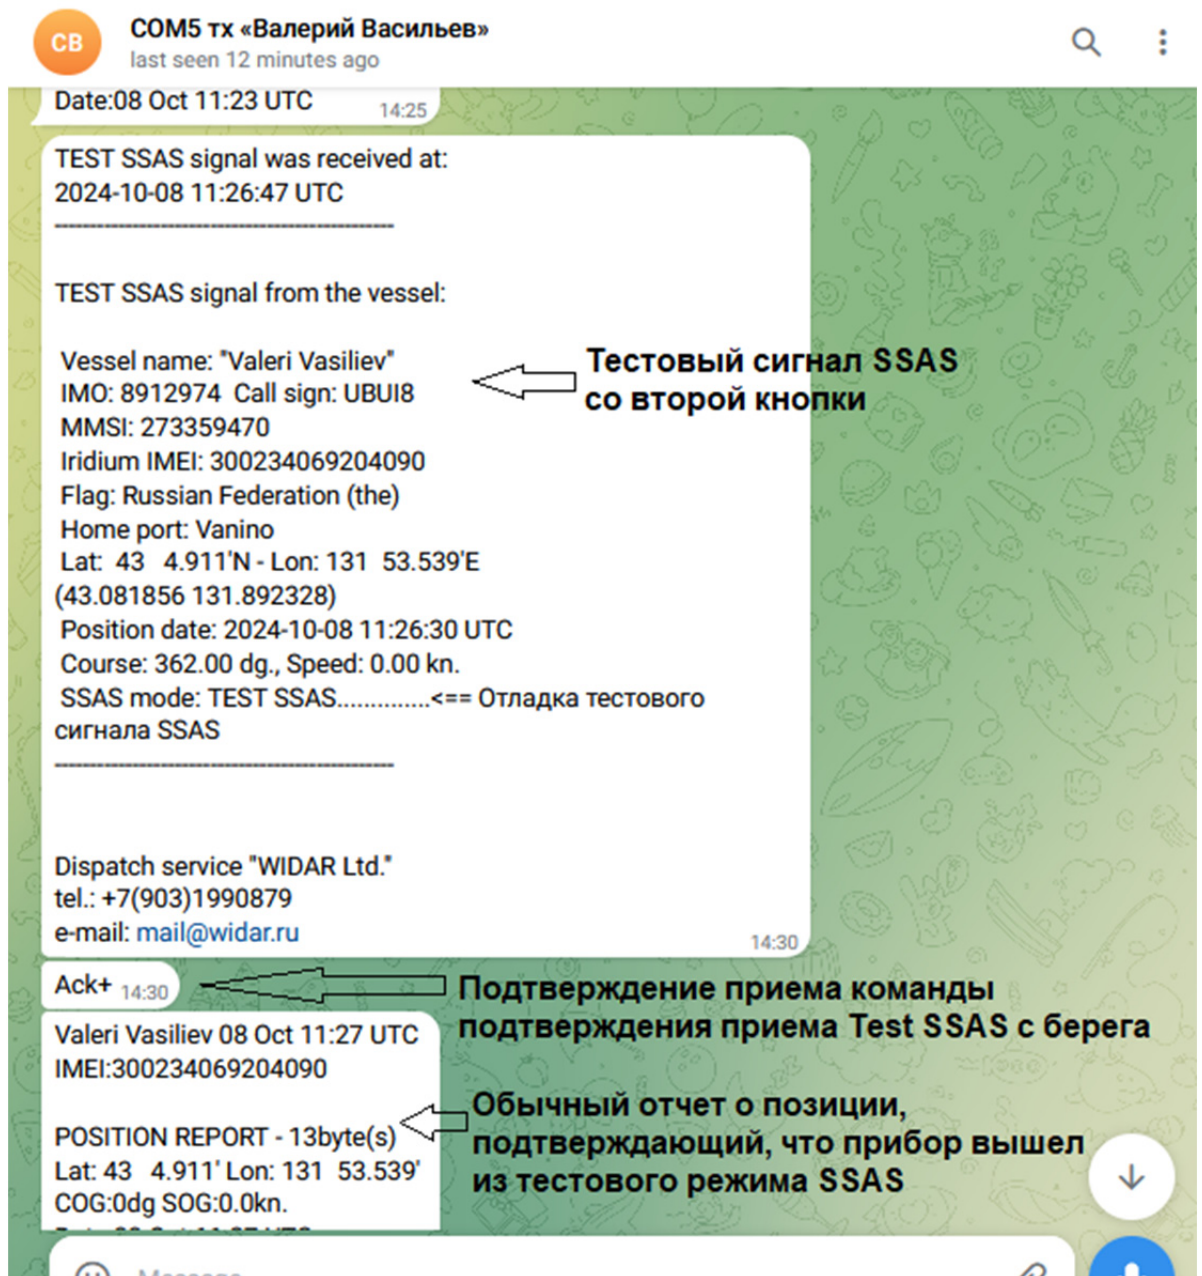 СВ
COM5 тх «Валерий Васильев»
last seen 12 minutes ago
Date:08 Oct 11:23 UTC 14:25
TEST SSAS signal was received at:
2024-10-08 11:26:47 UTC
----------------------------------------------
TEST SSAS signal from the vessel:
Vessel name: "Valeri Vasiliev"
IMO: 8912974 Call sign: UBUI8
MMSI: 273359470
Iridium IMEI: 300234069204090
Flag: Russian Federation (the)
Home port: Vanino
Lat: 43 4.911'N - Lon: 131 53.539'E
(43.081856 131.892328)
Position date: 2024-10-08 11:26:30 UTC
Course: 362.00 dg., Speed: 0.00 kn.
SSAS mode: TEST SSAS..............<== Отладка тестового
сигнала SSAS
----------------------------------------------
Dispatch service "WIDAR Ltd."
tel.: +7(903)1990879
e-mail: mail@widar.ru
14:30
Тестовый сигнал SSAS
со второй кнопки
Ack+ 14:30
Подтверждение приема команды
подтверждения приема Test SSAS с берега
Valeri Vasiliev 08 Oct 11:27 UTC
IMEI:300234069204090
POSITION REPORT - 13byte(s)
Lat: 43 4.911' Lon: 131 53.539'
COG:0dg SOG:0.0kn.
Обычный отчет о позиции,
подтверждающий, что прибор вышел
из тестового режима SSAS